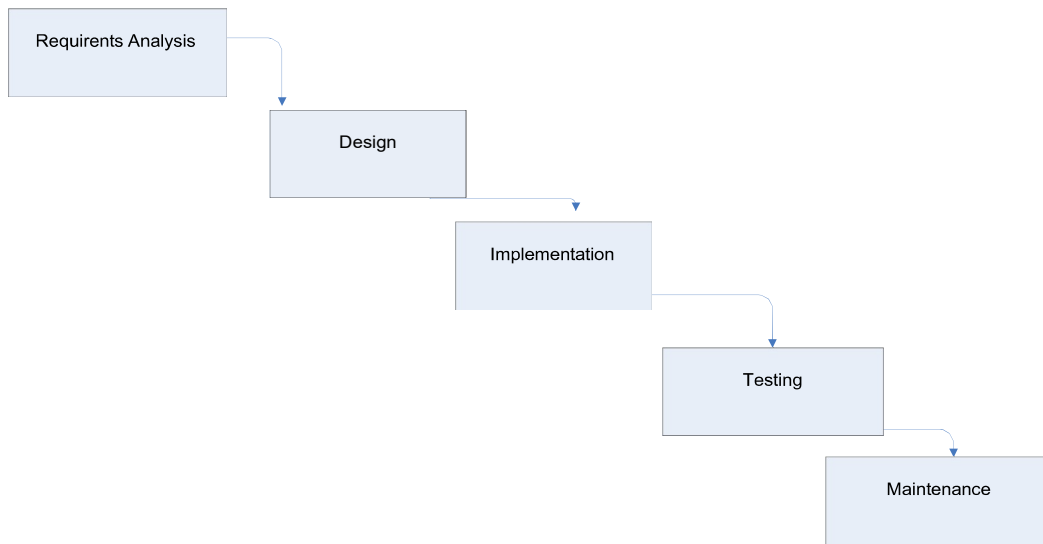 Requirents Analysis
Design
Implementation
Testing
Maintenance